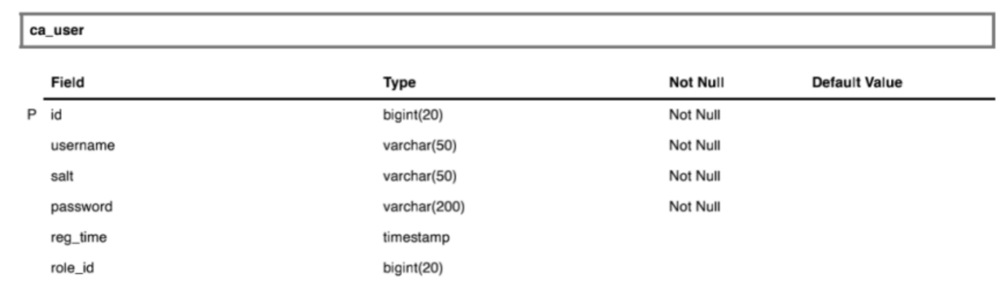 ca_user
Field Type Not Null Default Value
P id bigint(20) Not Null
username varchar(50) Not Null
salt varchar(50) Not Null
password varchar(200) Not Null
reg_time timestamp
role_id bigint(20)